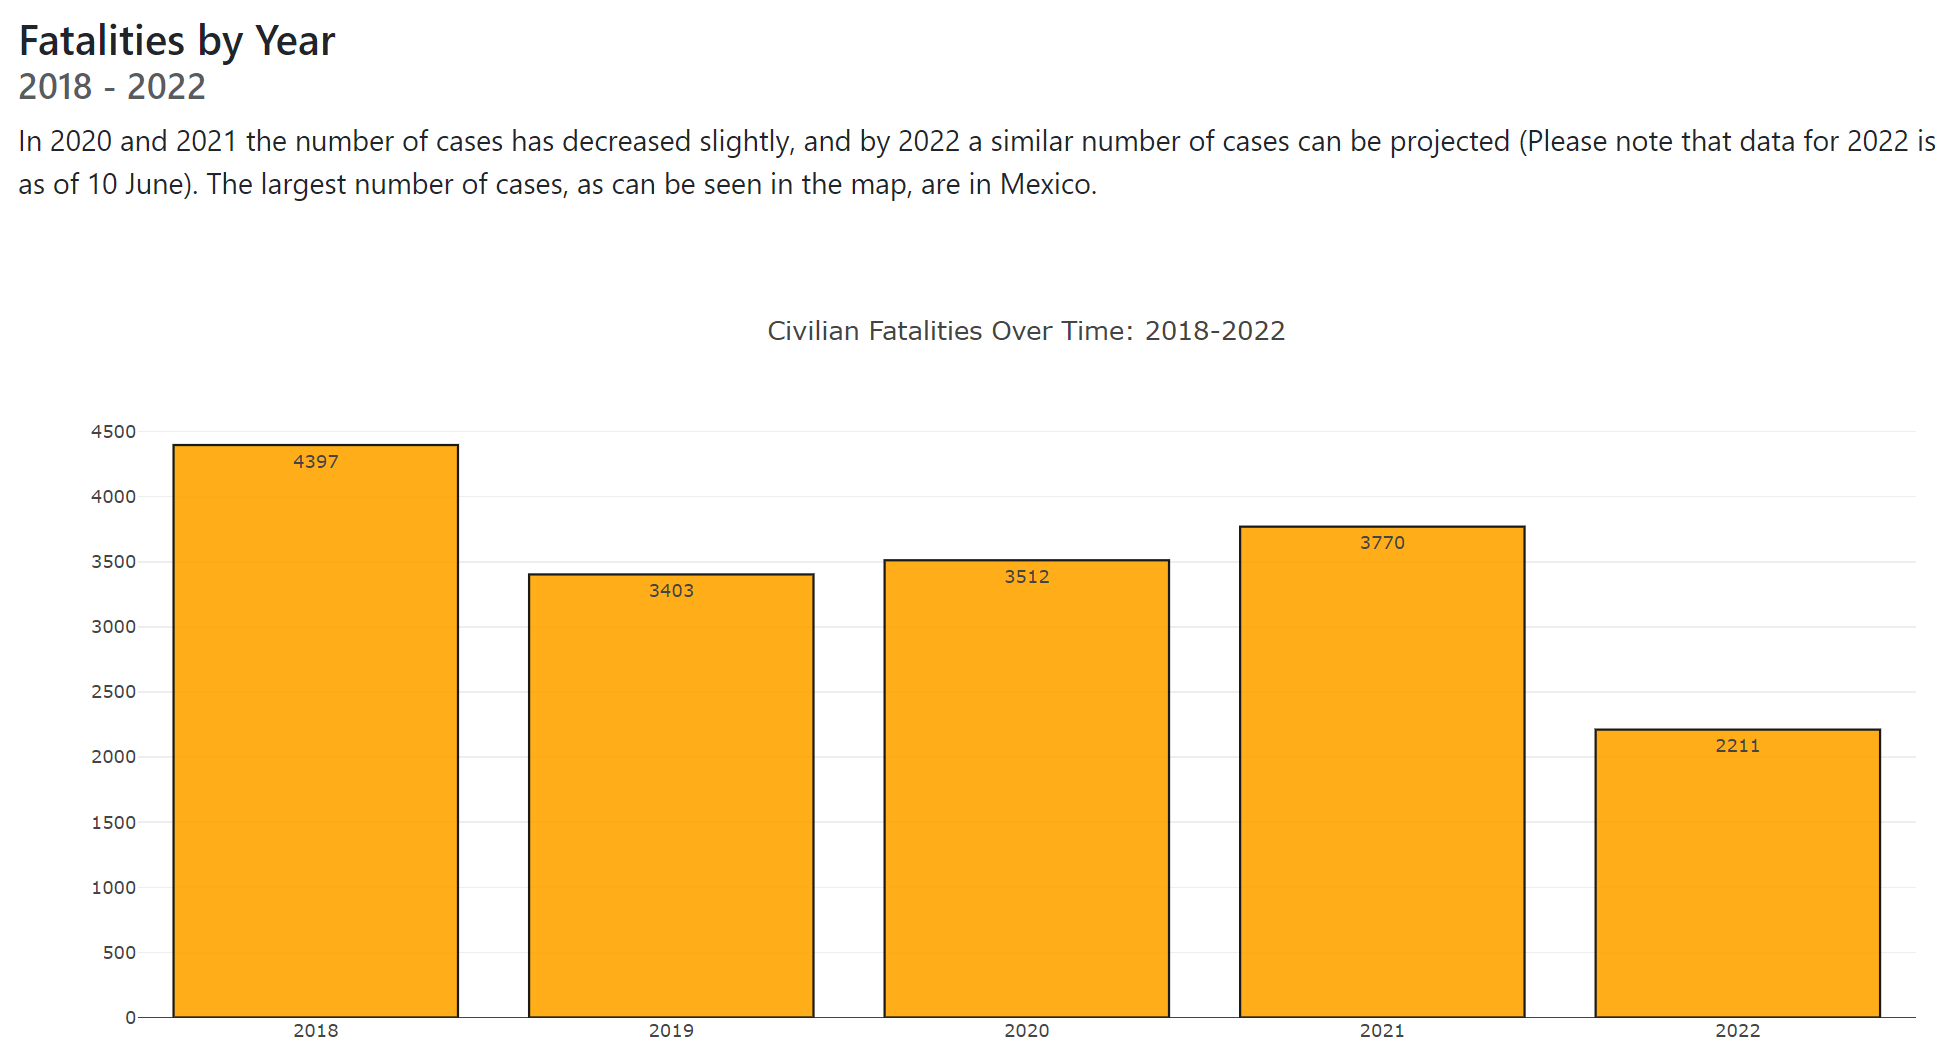 Fatalities by Year
2018 - 2022
In 2020 and 2021 the number of cases has decreased slightly, and by 2022 a similar number of cases can be projected (Please note that data for 2022 is
as of 10 June). The largest number of cases, as can be seen in the map, are in Mexico.
Civilian Fatalities Over Time: 2018-2022
4500
4397
4000
3770
3500
3512
3403
3000
2500
2211
2000
1500
1000
500
0
2018 2019 2020 2021 2022